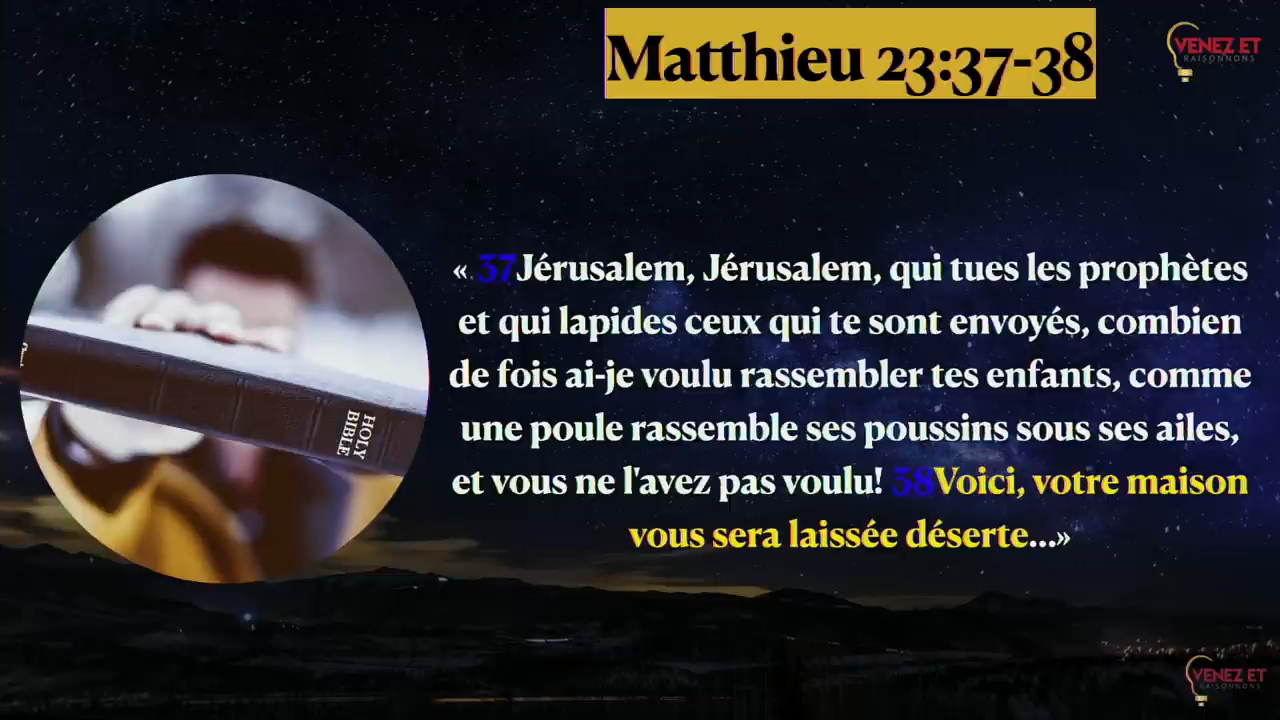 Matthieu 23:37-38
VENEZ ET
RAISONNONS
« 37Jérusalem, Jérusalem, qui tues les prophètes
et qui lapides ceux qui te sont envoyés, combien
de fois ai-je voulu rassembler tes enfants, comme
une poule rassemble ses poussins sous ses ailes,
et vous ne l'avez pas voulu! 38Voici, votre maison
vous sera laissée déserte...»
HOLY
BIBLE
VENEZ ET
RAISONNONS